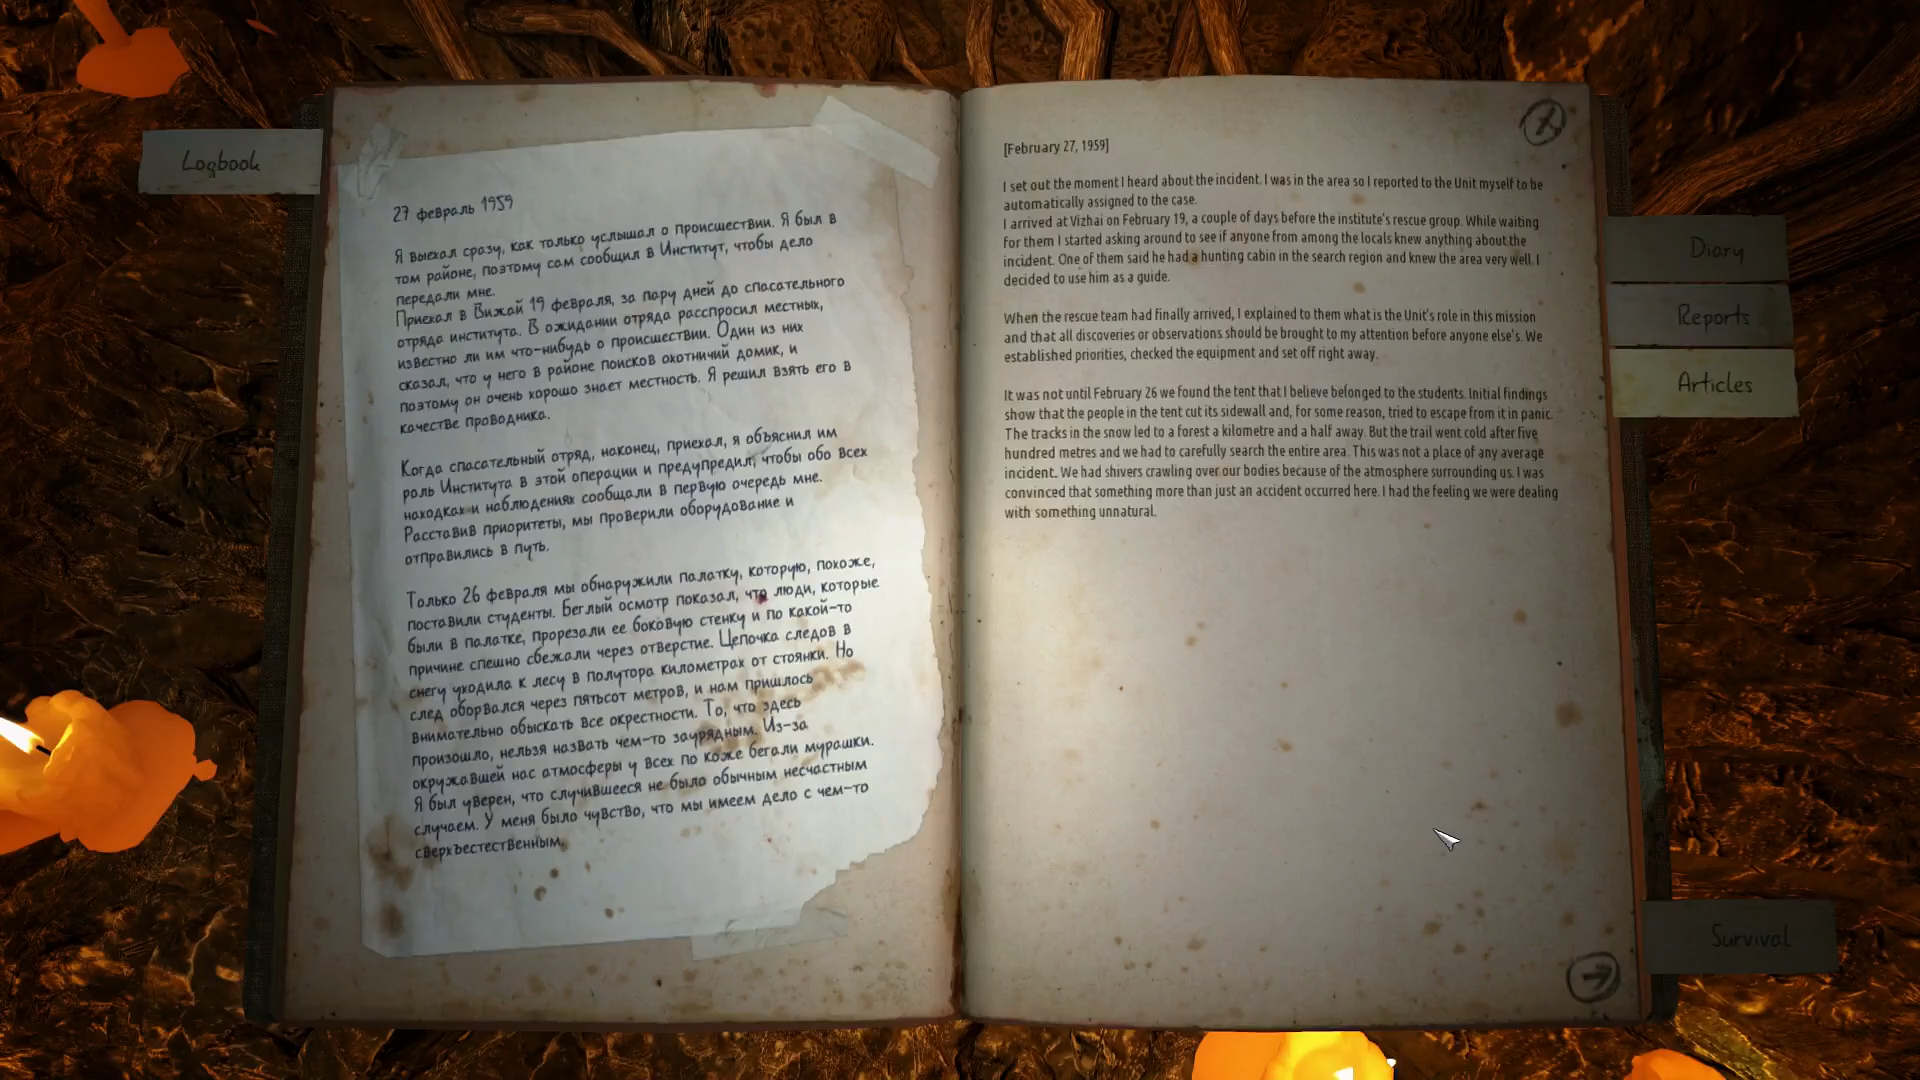 Logbook
27 февраль 1959
Я выехал сразу, как только услышал о происшествии. Я был в
том районе, поэтому сам сообщил в Институт, чтобы дело
передали мне.
Приехал в Вижай 19 февраля, за пару дней до спасательного
отряда института. В ожидании отряда расспросил местных,
известно ли им что-нибудь о происшествии. Один из них
сказал, что у него в районе поисков охотничий домик, и
поэтому он очень хорошо знает местность. Я решил взять его в
качестве проводника.
Когда спасательный отряд, наконец, приехал, я объяснил им
роль Института в этой операции и предупредил, чтобы обо всех
находках и наблюдениях сообщали в первую очередь мне.
Расставив приоритеты, мы проверили оборудование и
отправились в путь.
Только 26 февраля мы обнаружили палатку, которую, похоже,
поставили студенты. Беглый осмотр показал, что люди, которые
были в палатке, прорезали ее боковую стенку и по какой-то
причине спешно сбежали через отверстие. Цепочка следов в
снегу уходила к лесу в полутора километрах от стоянки. Но
след оборвался через пятьсот метров, и нам пришлось
внимательно обыскать все окрестности. То, что здесь
произошло, нельзя назвать чем-то заурядным. Из-за
окружавшей нас атмосферы у всех по коже бегали мурашки.
Я был уверен, что случившееся не было обычным несчастным
случаем. У меня было чувство, что мы имеем дело с чем-то
сверхъестественным.
[February 27, 1959]
I set out the moment I heard about the incident. I was in the area so I reported to the Unit myself to be
automatically assigned to the case.
I arrived at Vizhai on February 19, a couple of days before the institute's rescue group. While waiting
for them I started asking around to see if anyone from among the locals knew anything about the
incident. One of them said he had a hunting cabin in the search region and knew the area very well. I
decided to use him as a guide.
When the rescue team had finally arrived, I explained to them what is the Unit's role in this mission
and that all discoveries or observations should be brought to my attention before anyone else's. We
established priorities, checked the equipment and set off right away.
It was not until February 26 we found the tent that I believe belonged to the students. Initial findings
show that the people in the tent cut its sidewall and, for some reason, tried to escape from it in panic.
The tracks in the snow led to a forest a kilometre and a half away. But the trail went cold after five
hundred metres and we had to carefully search the entire area. This was not a place of any average
incident. We had shivers crawling over our bodies because of the atmosphere surrounding us. I was
convinced that something more than just an accident occurred here. I had the feeling we were dealing
with something unnatural.
Diary
Reports
Articles
Survival